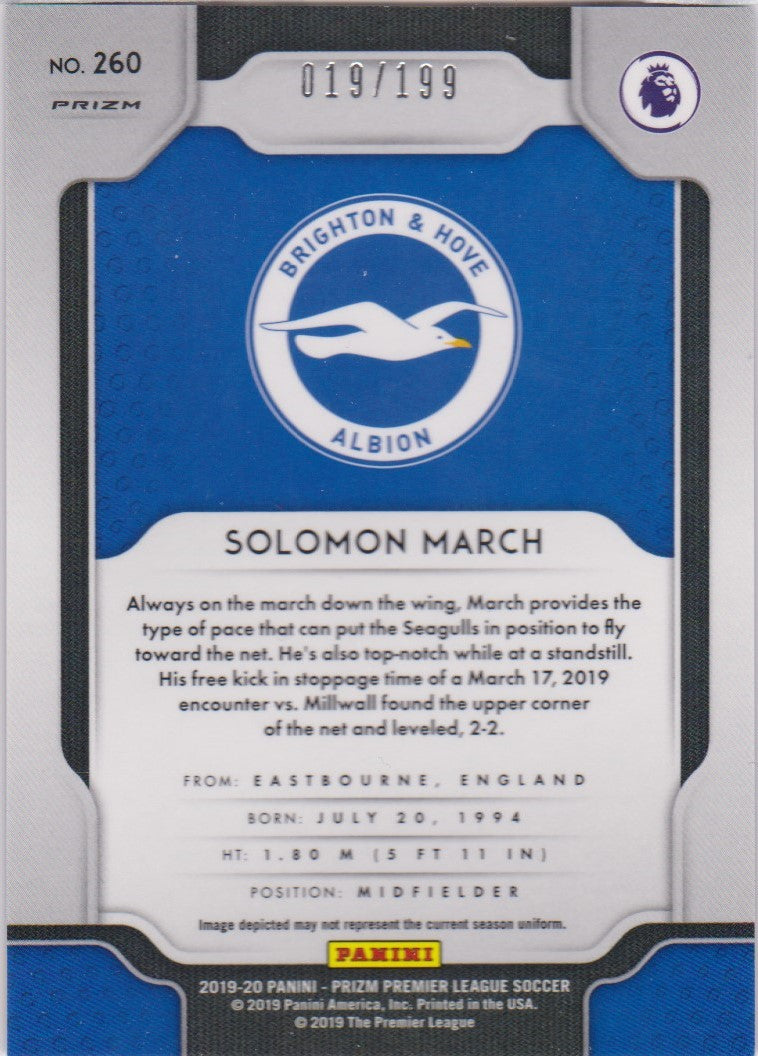 NO. 260
PRIZM
019/199
BRIGHTON & HOVE
ALBION
SOLOMON MARCH
Always on the march down the wing, March provides the
type of pace that can put the Seagulls in position to fly
toward the net. He's also top-notch while at a standstill.
His free kick in stoppage time of a March 17, 2019
encounter vs. Millwall found the upper corner
of the net and leveled, 2-2.
FROM: EASTBOURNE, ENGLAND
BORN: JULY 20, 1994
HT: 1.80 M (5 FT 11 IN)
POSITION: MIDFIELDER
Image depicted may not represent the current season uniform.
PANINI
2019-20 PANINI - PRIZM PREMIER LEAGUE SOCCER
© 2019 Panini America, Inc. Printed in the USA.
© 2019 The Premier League